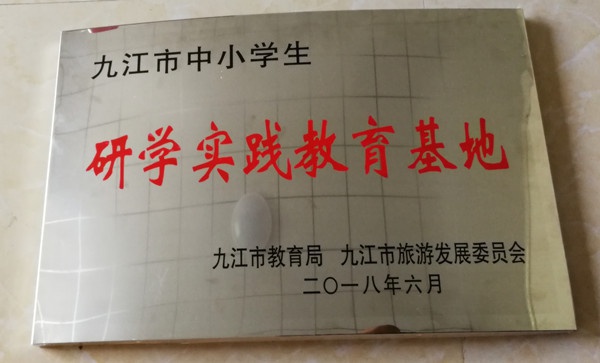 九江市中小学生
研学实践教育基地
九江市教育局 九江市旅游发展委员会
二〇一八年六月